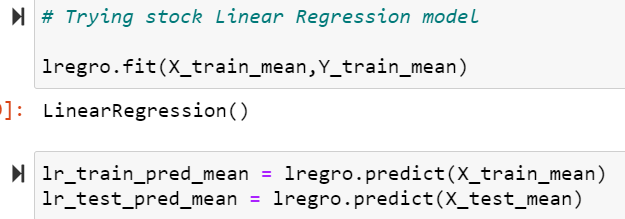 # Trying stock Linear Regression model
lregro.fit(X_train_mean,Y_train_mean)
]: LinearRegression()
lr_train_pred_mean = lregro.predict(X_train_mean)
lr_test_pred_mean = lregro.predict(X_test_mean)